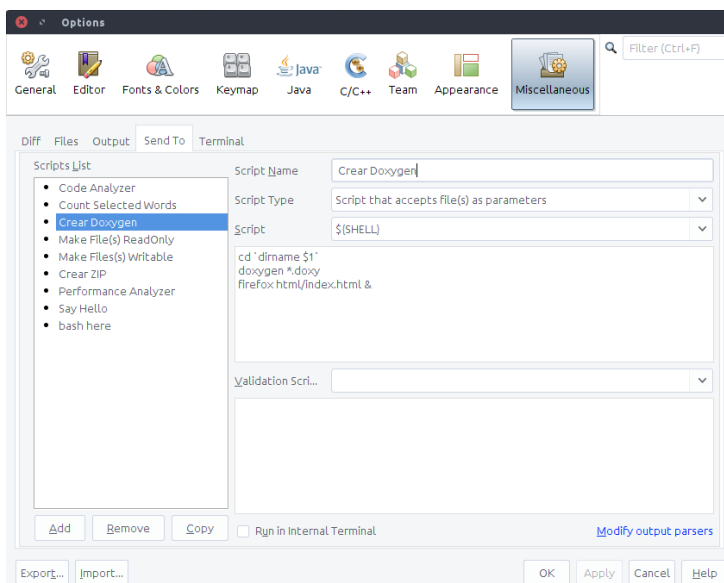 Options
Filter (Ctrl+F)
General Editor Fonts & Colors Keymap Java C/C++ Team Appearance Miscellaneous
Diff Files Output Send To Terminal
Scripts List
Code Analyzer
Count Selected Words
Crear Doxygen
Make File(s) ReadOnly
Make Files(s) Writable
Crear ZIP
Performance Analyzer
Say Hello
bash here
Script Name Crear Doxygen
Script Type Script that accepts file(s) as parameters
Script $(SHELL)
cd `dirname $1`
doxygen *.doxy
firefox html/index.html &
Validation Scri...
Add Remove Copy
Run in Internal Terminal Modify output parsers
Export... Import... OK Apply Cancel Help